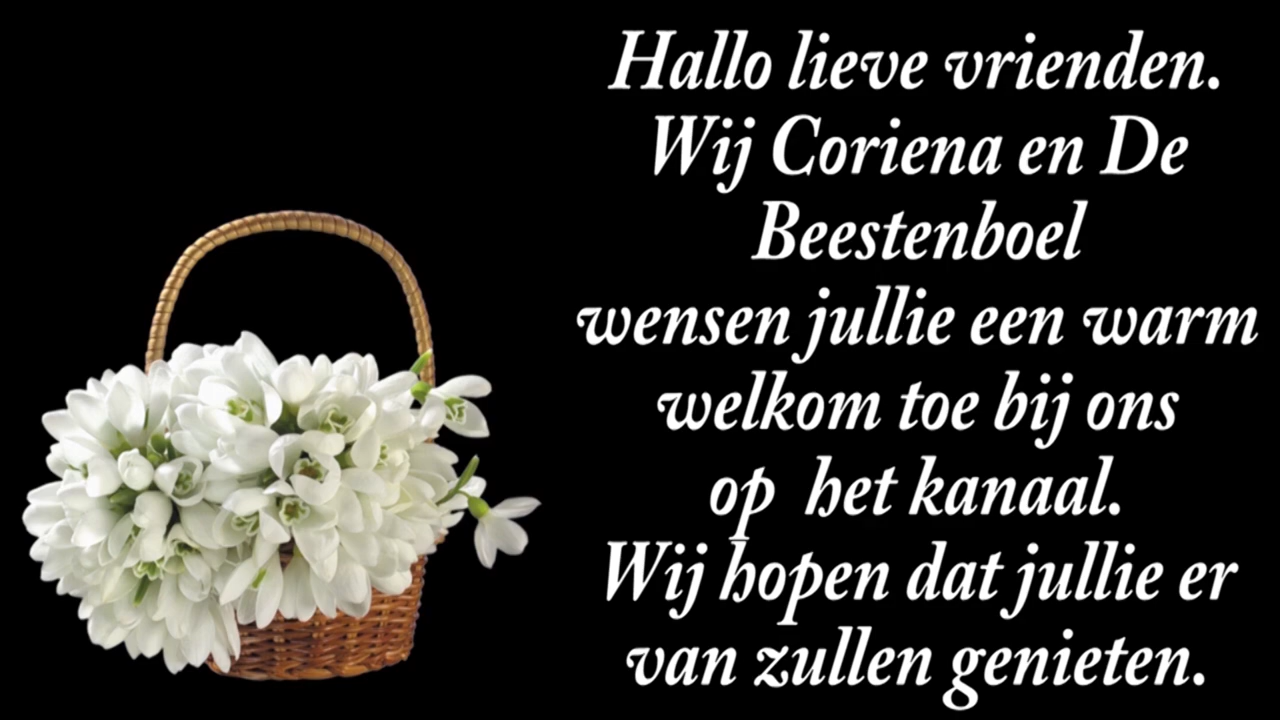 Hallo lieve vrienden.
Wij Coriena en De
Beestenboel
wensen jullie een warm
welkom toe bij ons
op het kanaal.
Wij hopen dat jullie er
van zullen genieten.